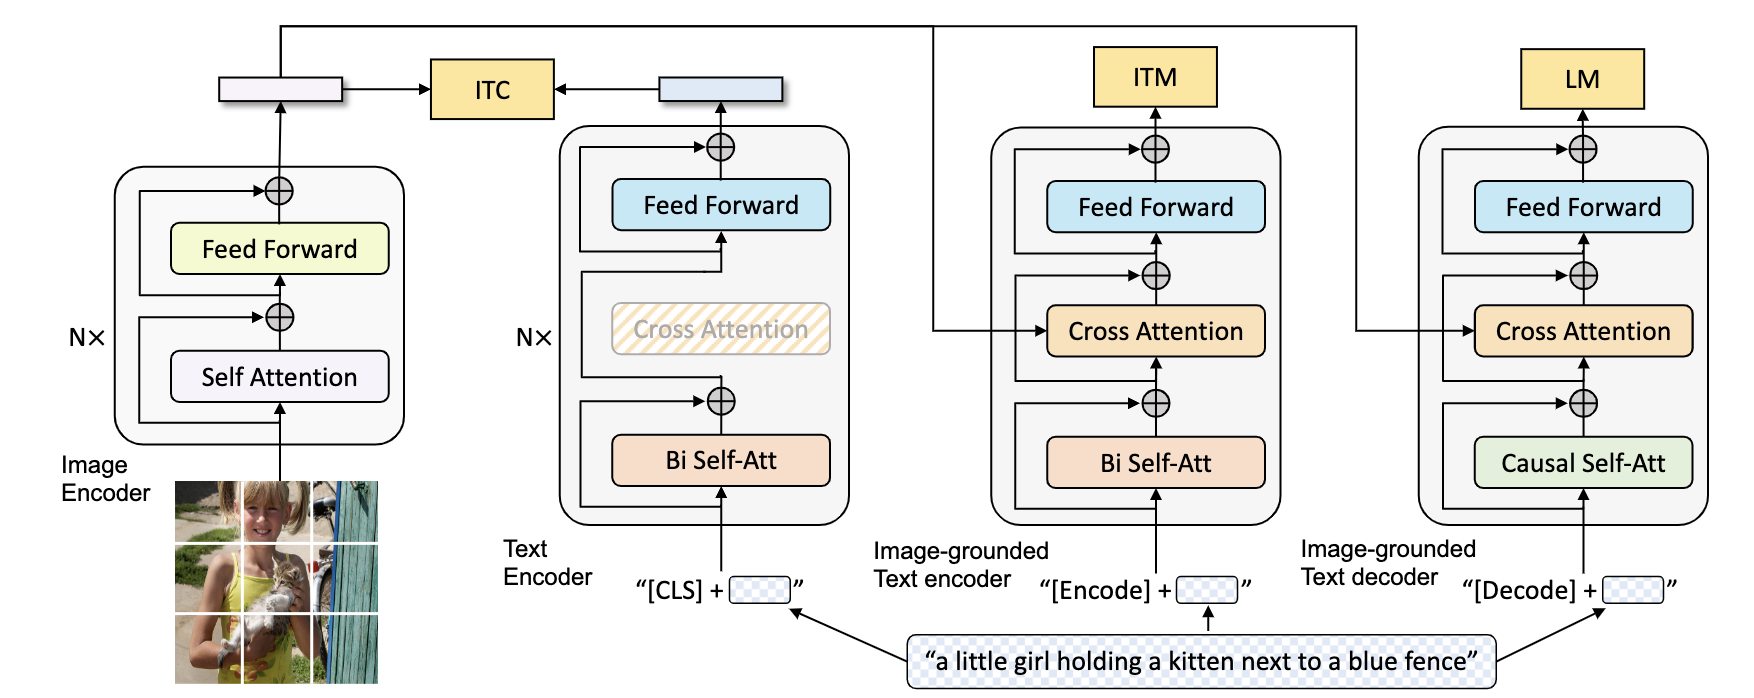 ITC
ITM
LM
Feed Forward
Self Attention
N×
Image
Encoder
Feed Forward
Cross Attention
Bi Self-Att
N×
Text
Encoder
“[CLS] + ”
Feed Forward
Cross Attention
Bi Self-Att
Image-grounded
Text encoder
“[Encode] + ”
Feed Forward
Cross Attention
Causal Self-Att
Image-grounded
Text decoder
“[Decode] + ”
“a little girl holding a kitten next to a blue fence”